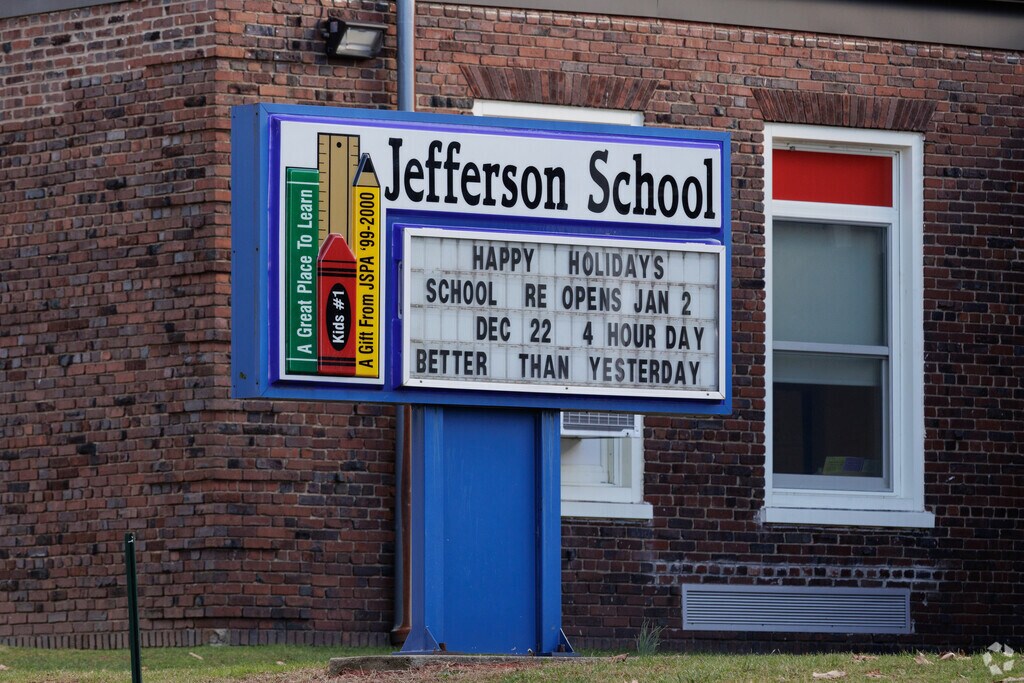 Jefferson School
A Great Place To Learn
Kids #1
A Gift From JSPA '99-2000
HAPPY HOLIDAYS
SCHOOL RE OPENS JAN 2
DEC 22 4 HOUR DAY
BETTER THAN YESTERDAY